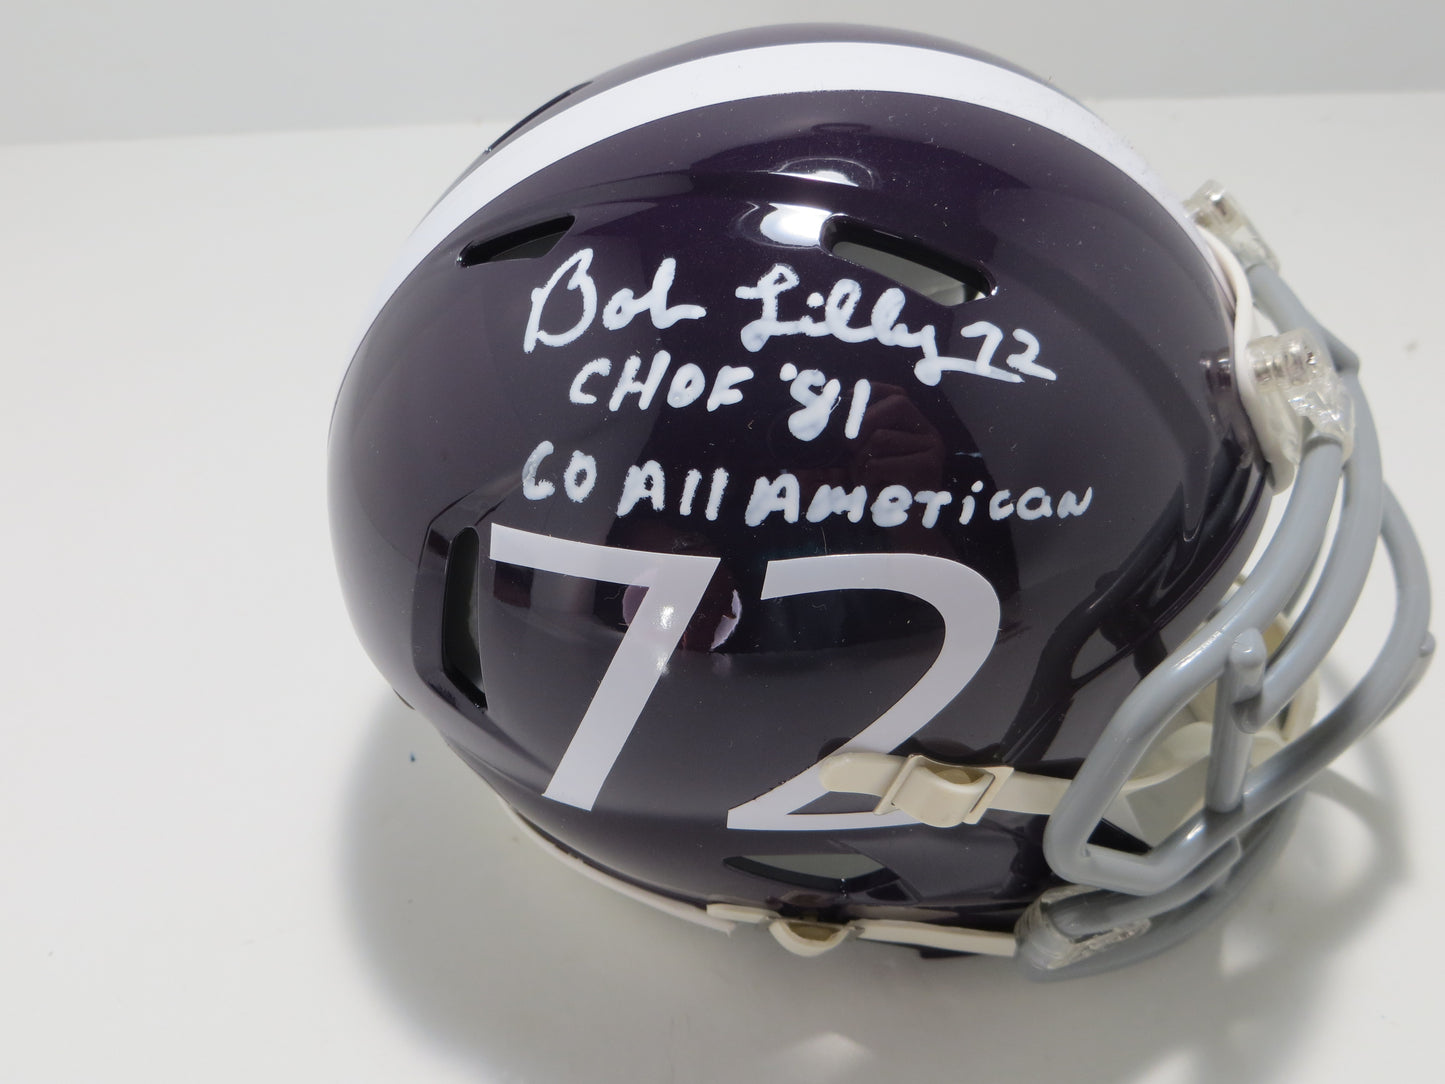 Bob Lilly 72
CHOF '81
60 All American
72